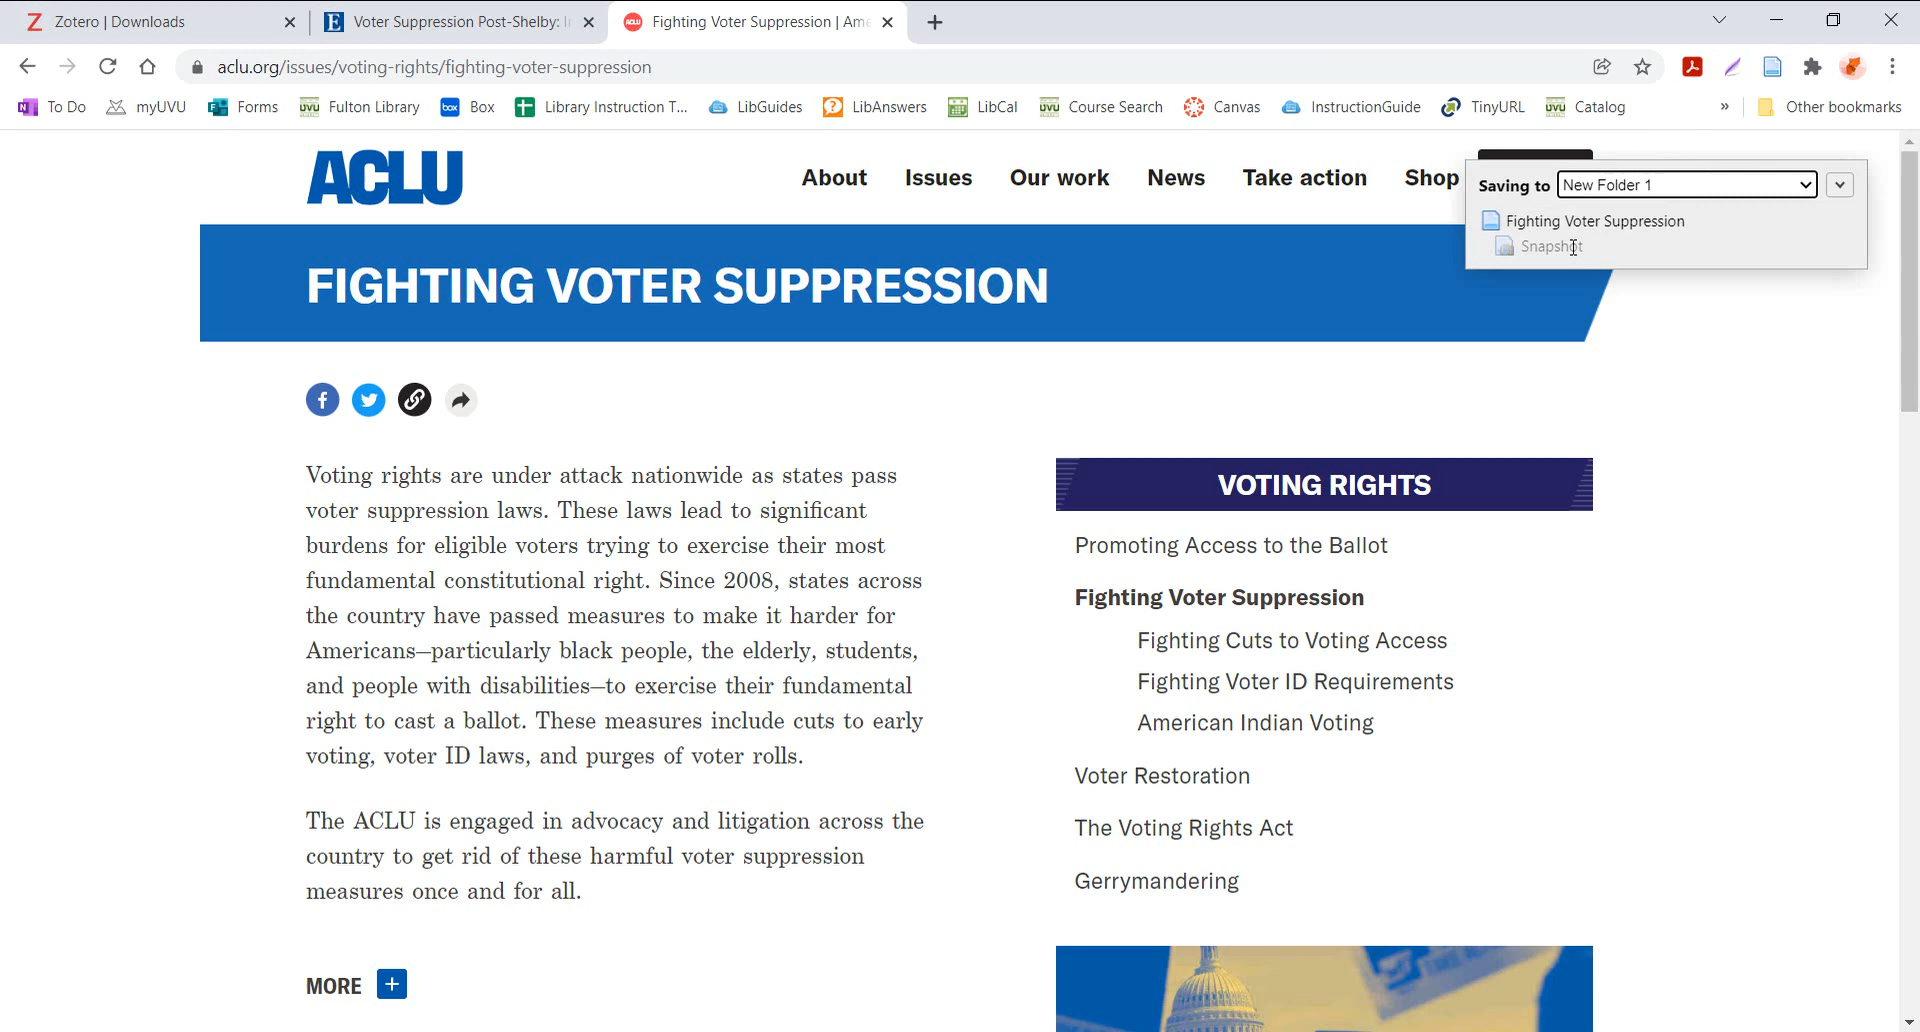 Zotero | Downloads
Voter Suppression Post-Shelby: I
Fighting Voter Suppression | Ame
aclu.org/issues/voting-rights/fighting-voter-suppression
To Do
myUVU
Forms
UVU Fulton Library
box Box
Library Instruction T...
LibGuides
LibAnswers
LibCal
UVU Course Search
Canvas
InstructionGuide
TinyURL
UVU Catalog
»
Other bookmarks
ACLU
About
Issues
Our work
News
Take action
Shop
Saving to New Folder 1
Fighting Voter Suppression
Snapshot
FIGHTING VOTER SUPPRESSION
Voting rights are under attack nationwide as states pass
voter suppression laws. These laws lead to significant
burdens for eligible voters trying to exercise their most
fundamental constitutional right. Since 2008, states across
the country have passed measures to make it harder for
Americans—particularly black people, the elderly, students,
and people with disabilities—to exercise their fundamental
right to cast a ballot. These measures include cuts to early
voting, voter ID laws, and purges of voter rolls.
The ACLU is engaged in advocacy and litigation across the
country to get rid of these harmful voter suppression
measures once and for all.
MORE +
VOTING RIGHTS
Promoting Access to the Ballot
Fighting Voter Suppression
Fighting Cuts to Voting Access
Fighting Voter ID Requirements
American Indian Voting
Voter Restoration
The Voting Rights Act
Gerrymandering